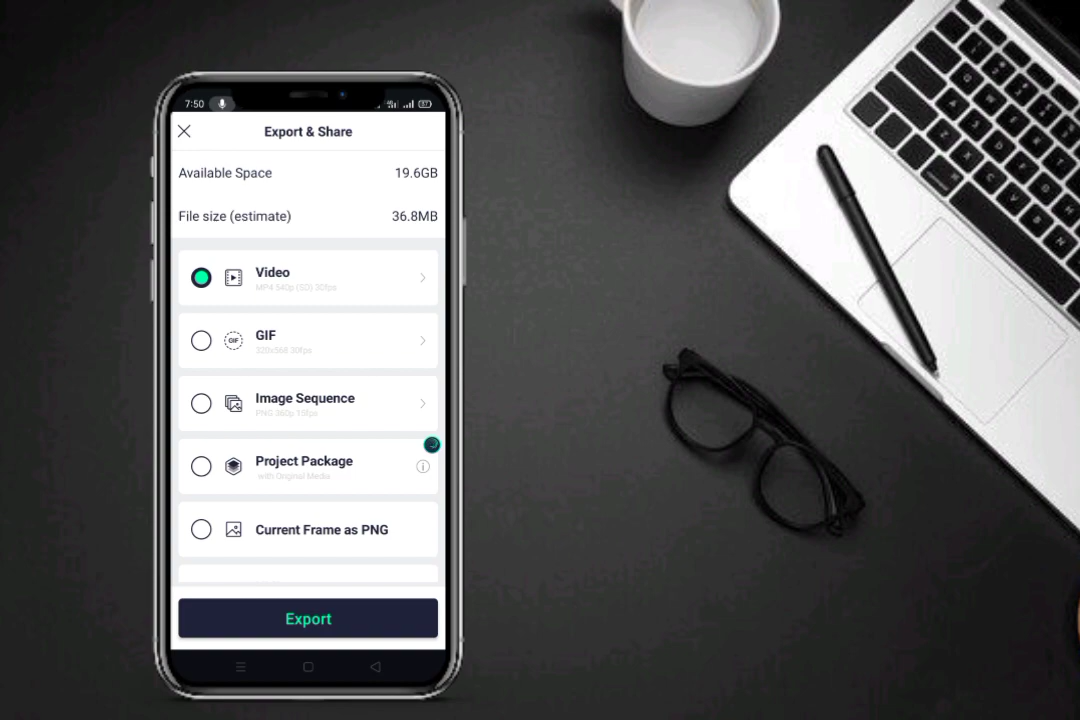 7:50
Export & Share
Available Space 19.6GB
File size (estimate) 36.8MB
Video
MP4 540p (SD) 30fps
GIF
GIF
320x568 30fps
Image Sequence
PNG 360p 15fps
Project Package
with Original Media
Current Frame as PNG
Export